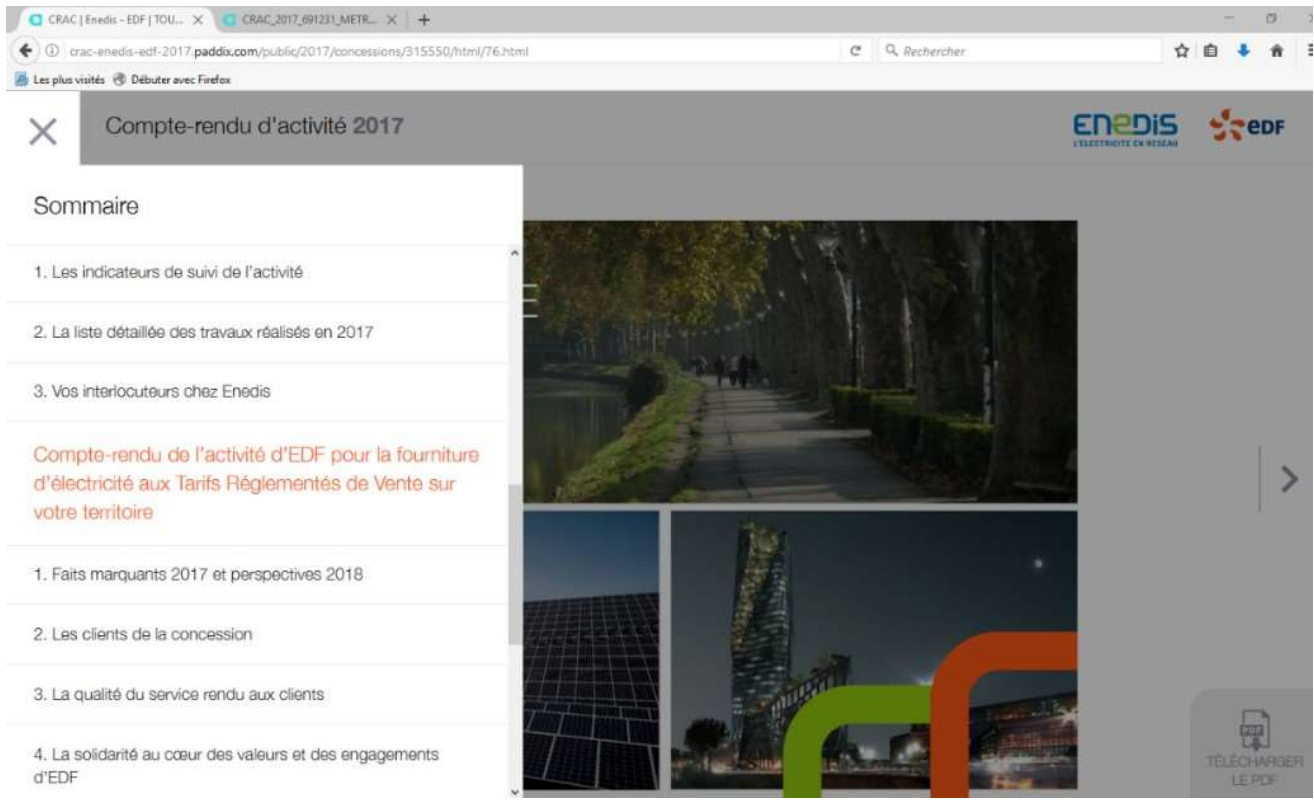 CRAC | Enedis - EDF | TOU...
CRAC_2017_691231_METR...
crac-enedis-edf-2017.paddix.com/public/2017/concessions/315550/html/76.html
Rechercher
Les plus visités
Débuter avec Firefox
Compte-rendu d'activité 2017
ENEDIS
L'ELECTRICITE EN RESEAU
edf
Sommaire
1. Les indicateurs de suivi de l'activité
2. La liste détaillée des travaux réalisés en 2017
3. Vos interlocuteurs chez Enedis
Compte-rendu de l'activité d'EDF pour la fourniture
d'électricité aux Tarifs Réglementés de Vente sur
votre territoire
1. Faits marquants 2017 et perspectives 2018
2. Les clients de la concession
3. La qualité du service rendu aux clients
4. La solidarité au cœur des valeurs et des engagements
d'EDF
E
PDF
TÉLÉCHARGER
LE PDF